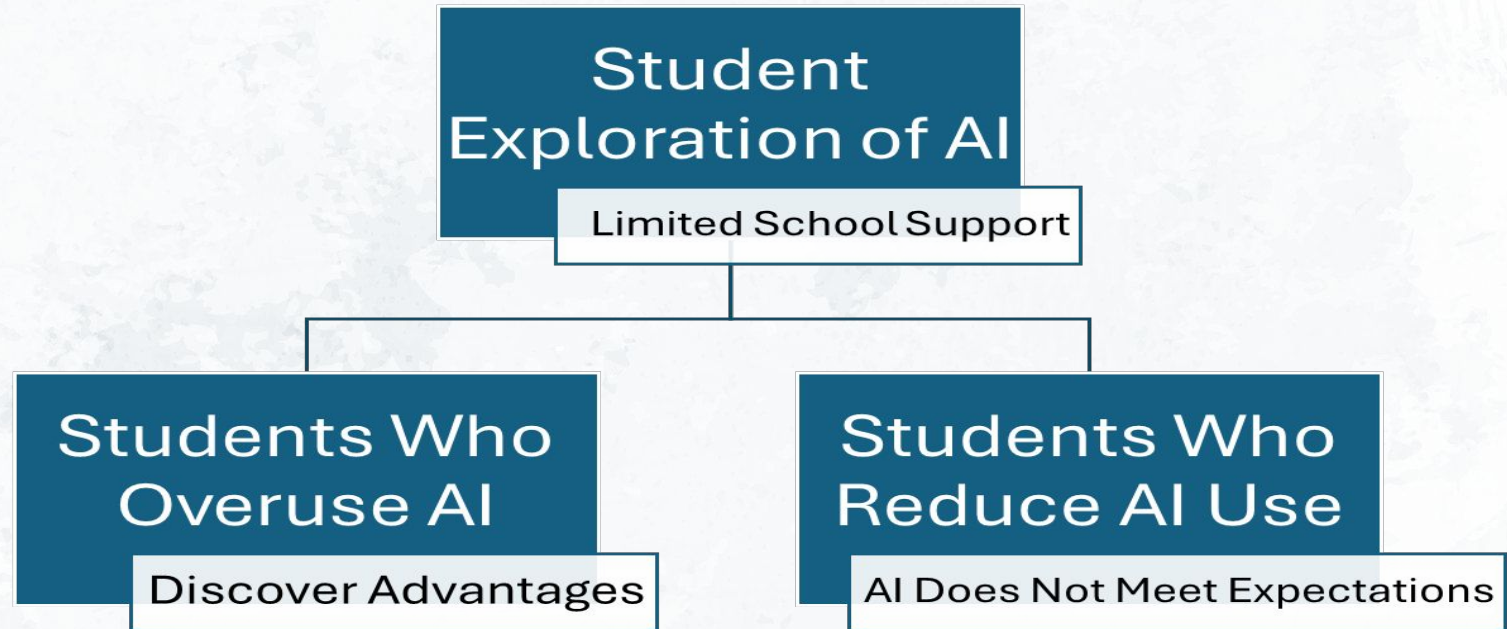 Student
Exploration of AI
Limited School Support
Students Who
Overuse AI
Discover Advantages
Students Who
Reduce AI Use
AI Does Not Meet Expectations